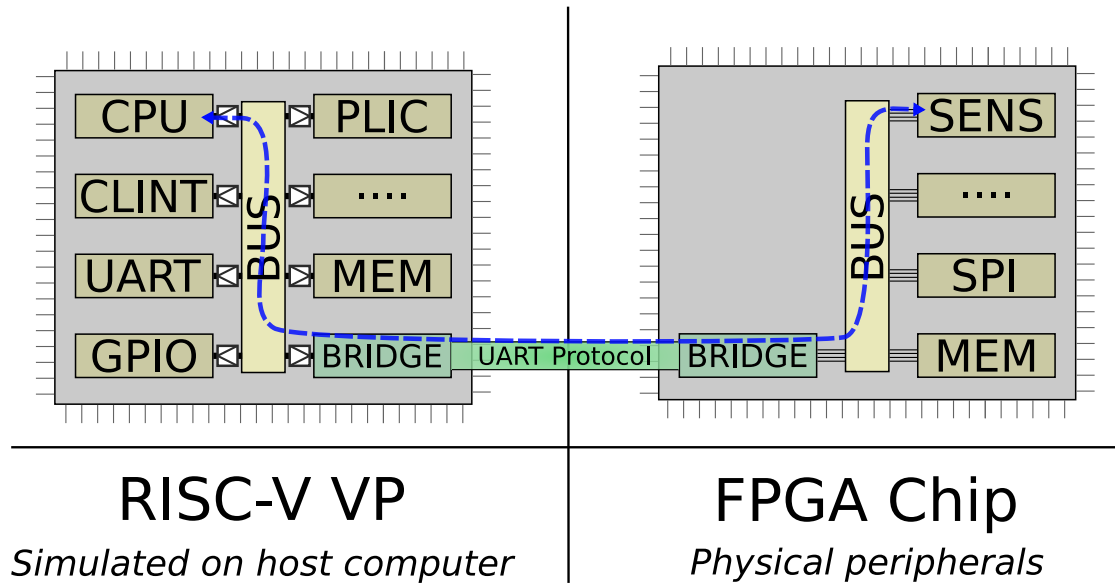 CPU
PLIC
CLINT
....
UART
MEM
GPIO
BRIDGE
BUS
UART Protocol
BRIDGE
BUS
SENS
....
SPI
MEM
RISC-V VP
Simulated on host computer
FPGA Chip
Physical peripherals